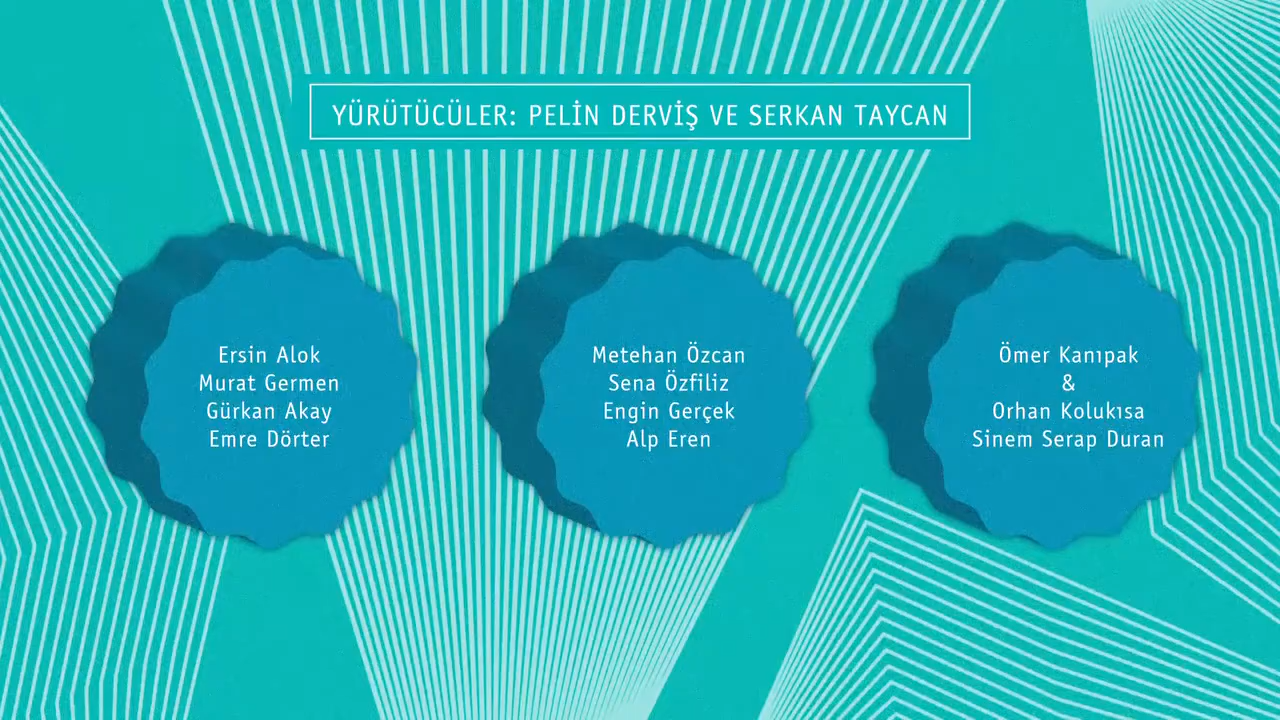 YÜRÜTÜCÜLER: PELİN DERVİŞ VE SERKAN TAYCAN
Ersin Alok
Murat Germen
Gürkan Akay
Emre Dörter
Metehan Özcan
Sena Özfiliz
Engin Gerçek
Alp Eren
Ömer Kanıpak
&
Orhan Kolukısa
Sinem Serap Duran